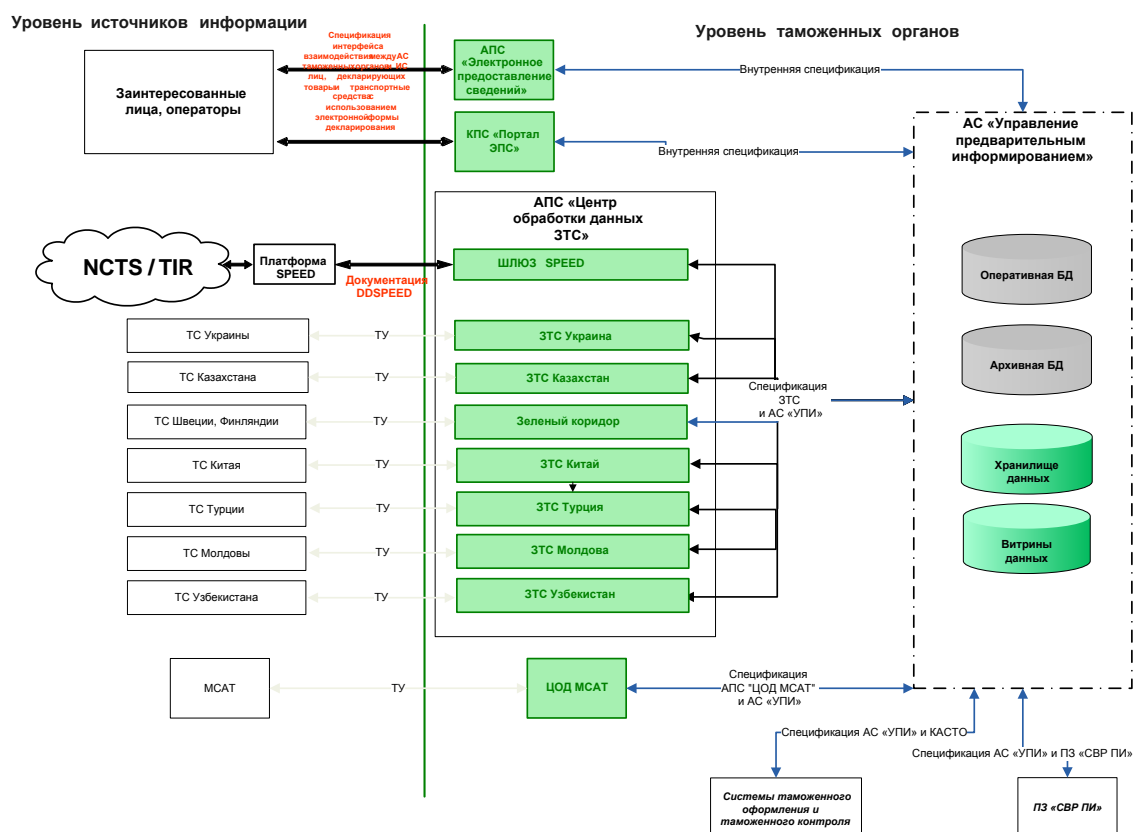 Уровень источников информации
Уровень таможенных органов
Спецификация
интерфейса
взаимодействиямеждуАС
таможенныхоргановиИС
лиц, декларирующих
товарыи транспортные
средствас
использованием
электроннойформы
декларирования
Заинтересованные
лица, операторы
АПС
«Электронное
предоставление
сведений»
Внутренняя спецификация
КПС «Портал
ЭПС»
Внутренняя спецификация
АС «Управление
предварительным
информированием»
АПС «Центр
обработки данных
ЗТС»
NCTS / TIR
Платформа
SPEED
Документация
DDSPEED
ШЛЮЗ SPEED
Оперативная БД
ТС Украины
ТУ
ЗТС Украина
Архивная БД
ТС Казахстана
ТУ
ЗТС Казахстан
Спецификация
ЗТС
и АС «УПИ»
ТС Швеции, Финляндии
ТУ
Зеленый коридор
ТС Китая
ТУ
ЗТС Китай
Хранилище
данных
ТС Турции
ТУ
ЗТС Турция
ТС Молдовы
ТУ
ЗТС Молдова
Витрины
данных
ТС Узбекистана
ТУ
ЗТС Узбекистан
МСАТ
ТУ
ЦОД МСАТ
Спецификация
АПС "ЦОД МСАТ"
и АС «УПИ»
Спецификация АС «УПИ» и КАСТО
Спецификация АС «УПИ» и ПЗ «СВР ПИ»
Системы таможенного
оформления и
таможенного контроля
ПЗ «СВР ПИ»